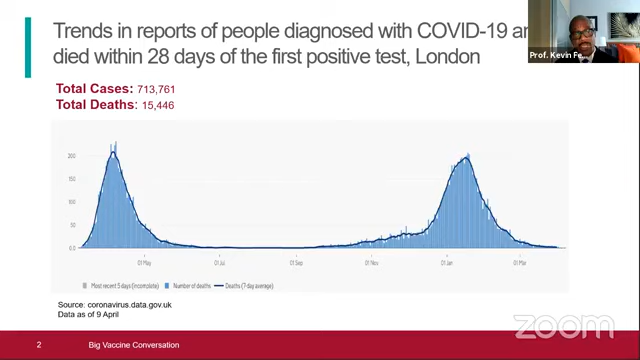 Trends in reports of people diagnosed with COVID-19 an
died within 28 days of the first positive test, London
Prof. Kevin Fe...
Total Cases: 713,761
Total Deaths: 15,446
200
150
100
50
0.0
01 May
01 Jul
01 Sep
01 Nov
01 Jan
01 Mar
Most recent 5 days (incomplete)
Number of deaths
Deaths (7-day average)
Source: coronavirus.data.gov.uk
Data as of 9 April
zoom
2
Big Vaccine Conversation